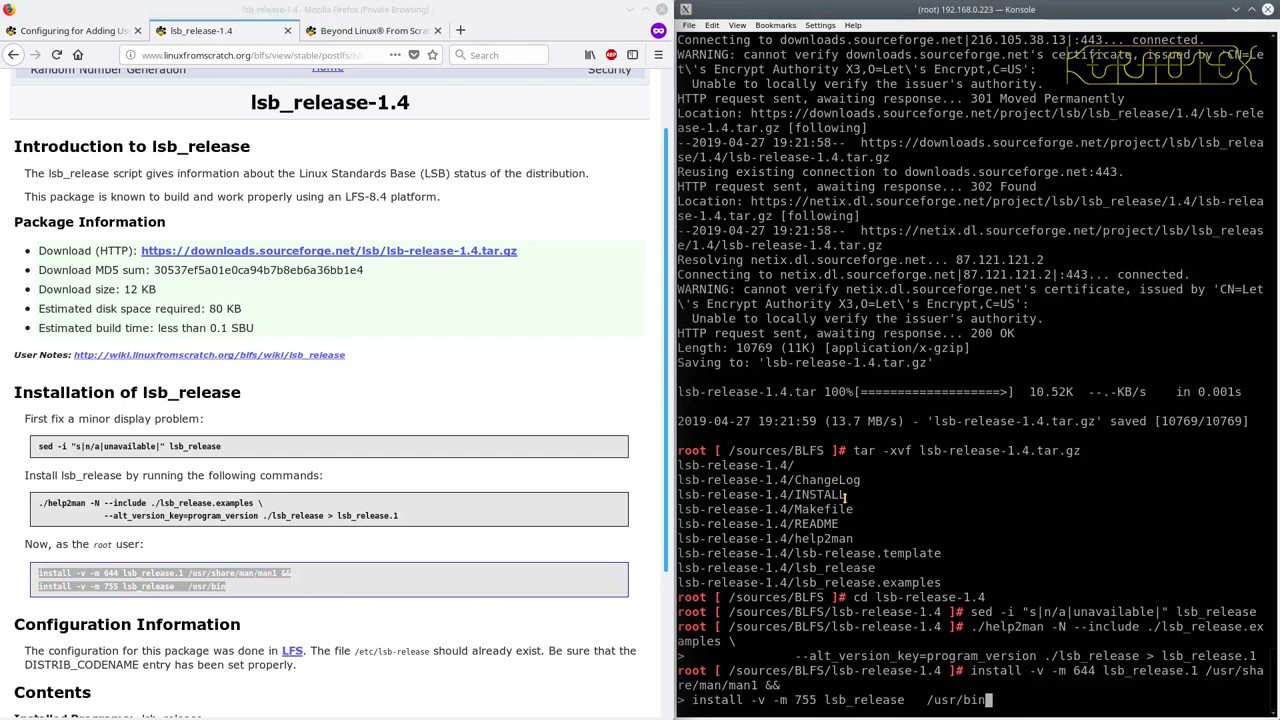 lsb_release-1.4 - Mozilla Firefox (Private Browsing)
Configuring for Adding Us
lsb_release-1.4
Beyond Linux® From Scra
www.linuxfromscratch.org/blfs/view/stable/postlfs/
Search
Random Number Generation
Home
Security
lsb_release-1.4
Introduction to lsb_release
The lsb_release script gives information about the Linux Standards Base (LSB) status of the distribution.
This package is known to build and work properly using an LFS-8.4 platform.
Package Information
Download (HTTP): https://downloads.sourceforge.net/lsb/lsb-release-1.4.tar.gz
Download MD5 sum: 30537ef5a01e0ca94b7b8eb6a36bb1e4
Download size: 12 KB
Estimated disk space required: 80 KB
Estimated build time: less than 0.1 SBU
User Notes: http://wiki.linuxfromscratch.org/blfs/wiki/lsb_release
Installation of lsb_release
First fix a minor display problem:
sed -i "s|n/a|unavailable|" lsb_release
Install lsb_release by running the following commands:
./help2man -N --include ./lsb_release.examples \
--alt_version_key=program_version ./lsb_release > lsb_release.1
Now, as the root user:
install -v -m 644 lsb_release.1 /usr/share/man/man1 &&
install -v -m 755 lsb_release /usr/bin
Configuration Information
The configuration for this package was done in LFS. The file /etc/lsb-release should already exist. Be sure that the
DISTRIB_CODENAME entry has been set properly.
Contents
(root) 192.168.0.223 — Konsole
File Edit View Bookmarks Settings Help
Connecting to downloads.sourceforge.net|216.105.38.13|:443... connected.
WARNING: cannot verify downloads.sourceforge.net's certificate, issued by 'CN=Le
t\'s Encrypt Authority X3,O=Let\'s Encrypt,C=US':
Unable to locally verify the issuer's authority.
HTTP request sent, awaiting response... 301 Moved Permanently
Location: https://downloads.sourceforge.net/project/lsb/lsb_release/1.4/lsb-rele
ase-1.4.tar.gz [following]
--2019-04-27 19:21:58-- https://downloads.sourceforge.net/project/lsb/lsb_relea
se/1.4/lsb-release-1.4.tar.gz
Reusing existing connection to downloads.sourceforge.net:443.
HTTP request sent, awaiting response... 302 Found
Location: https://netix.dl.sourceforge.net/project/lsb/lsb_release/1.4/lsb-relea
se-1.4.tar.gz [following]
--2019-04-27 19:21:58-- https://netix.dl.sourceforge.net/project/lsb/lsb_releas
e/1.4/lsb-release-1.4.tar.gz
Resolving netix.dl.sourceforge.net... 87.121.121.2
Connecting to netix.dl.sourceforge.net|87.121.121.2|:443... connected.
WARNING: cannot verify netix.dl.sourceforge.net's certificate, issued by 'CN=Let
\'s Encrypt Authority X3,O=Let\'s Encrypt,C=US':
Unable to locally verify the issuer's authority.
HTTP request sent, awaiting response... 200 OK
Length: 10769 (11K) [application/x-gzip]
Saving to: 'lsb-release-1.4.tar.gz'
lsb-release-1.4.tar 100%[===================>] 10.52K --.-KB/s in 0.001s
2019-04-27 19:21:59 (13.7 MB/s) - 'lsb-release-1.4.tar.gz' saved [10769/10769]
root [ /sources/BLFS ]# tar -xvf lsb-release-1.4.tar.gz
lsb-release-1.4/
lsb-release-1.4/ChangeLog
lsb-release-1.4/INSTALL
lsb-release-1.4/Makefile
lsb-release-1.4/README
lsb-release-1.4/help2man
lsb-release-1.4/lsb-release.template
lsb-release-1.4/lsb_release
lsb-release-1.4/lsb_release.examples
root [ /sources/BLFS ]# cd lsb-release-1.4
root [ /sources/BLFS/lsb-release-1.4 ]# sed -i "s|n/a|unavailable|" lsb_release
root [ /sources/BLFS/lsb-release-1.4 ]# ./help2man -N --include ./lsb_release.ex
amples \
> --alt_version_key=program_version ./lsb_release > lsb_release.1
root [ /sources/BLFS/lsb-release-1.4 ]# install -v -m 644 lsb_release.1 /usr/sha
re/man/man1 &&
> install -v -m 755 lsb_release /usr/bin